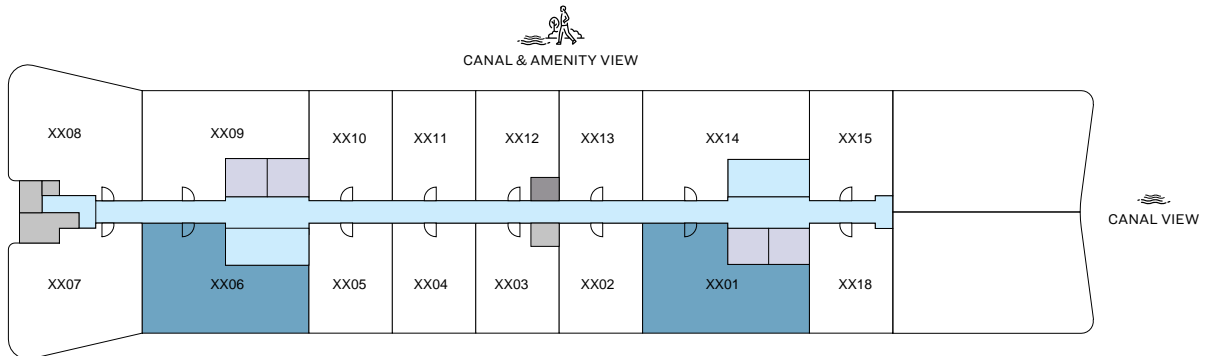 CANAL & AMENITY VIEW
XX08
XX09
XX10
XX11
XX12
XX13
XX14
XX15
CANAL VIEW
XX07
XX06
XX05
XX04
XX03
XX02
XX01
XX18